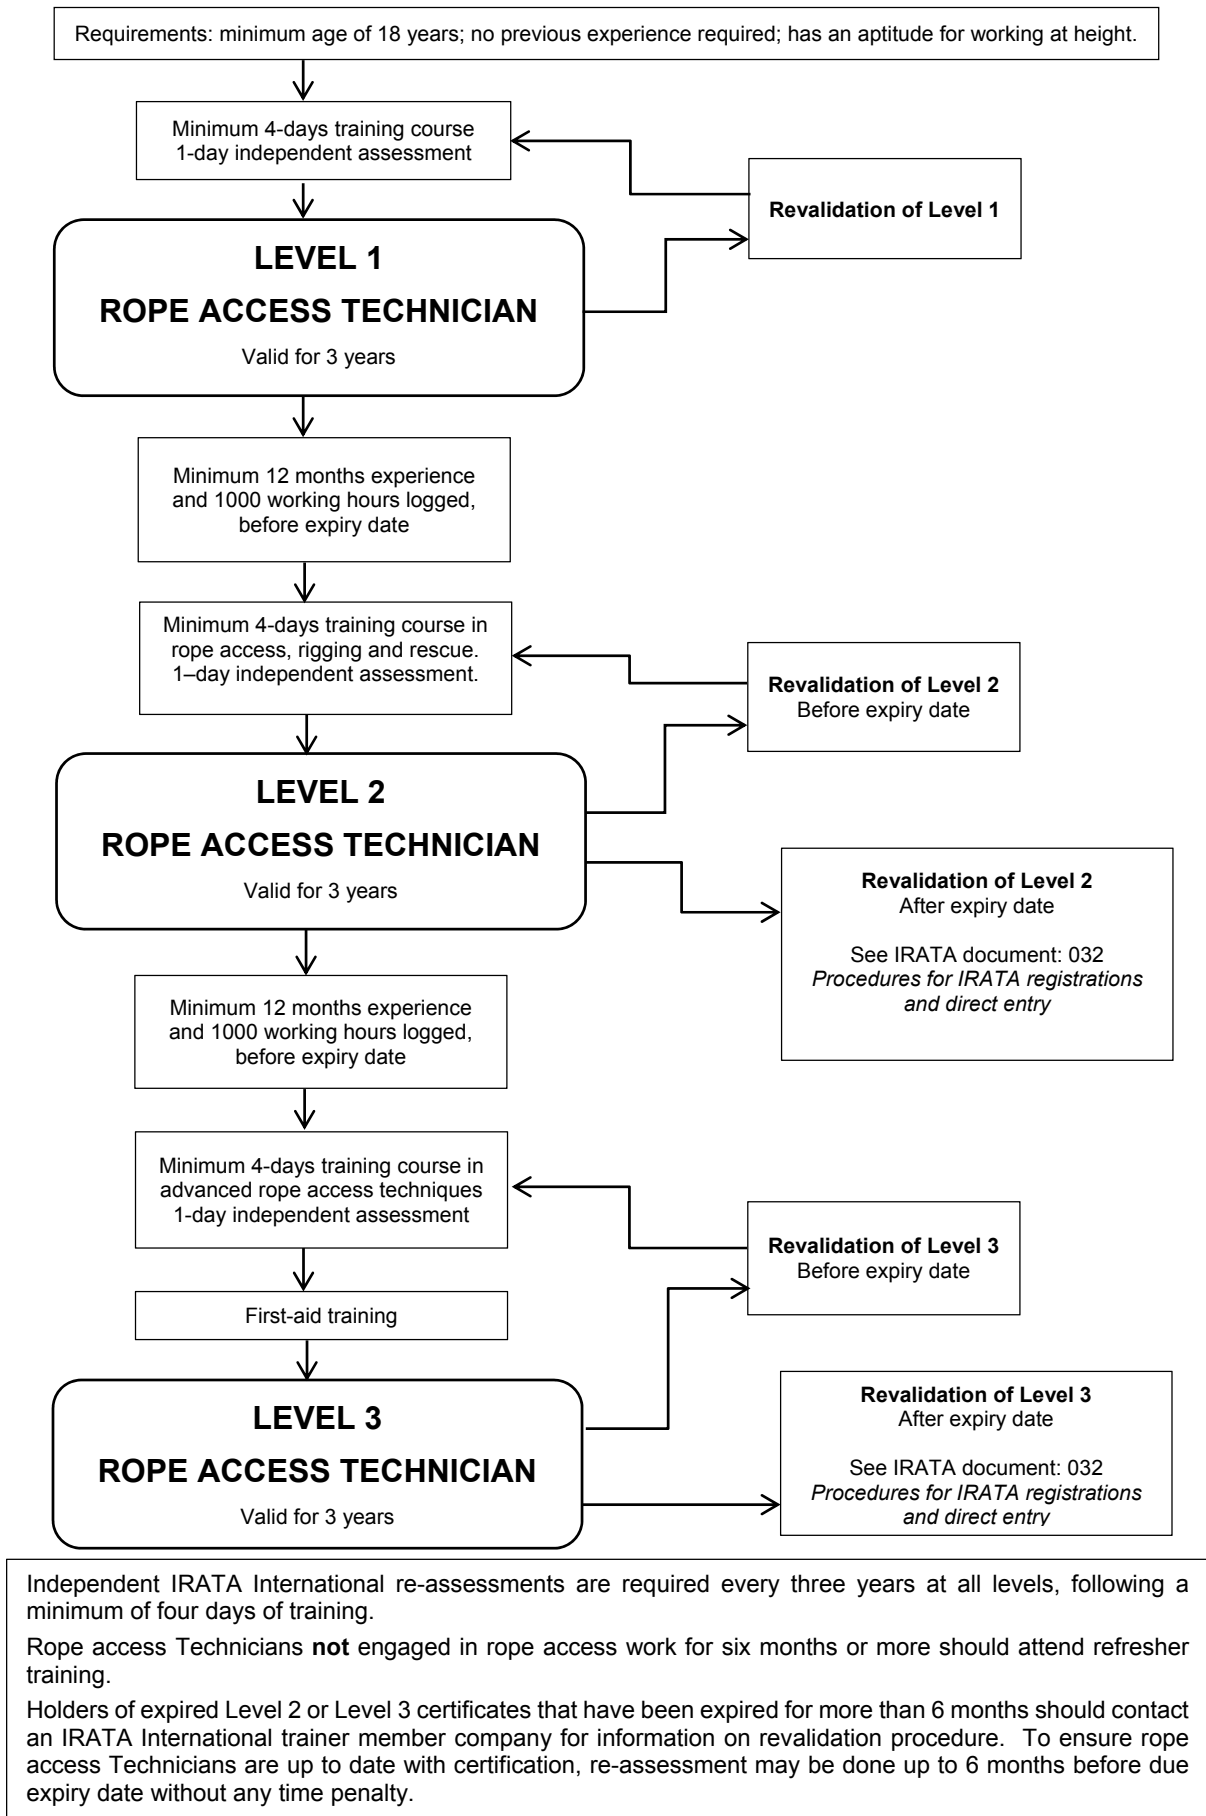 Requirements: minimum age of 18 years; no previous experience required; has an aptitude for working at height.
Minimum 4-days training course
1-day independent assessment
Revalidation of Level 1
LEVEL 1
ROPE ACCESS TECHNICIAN
Valid for 3 years
Minimum 12 months experience
and 1000 working hours logged,
before expiry date
Minimum 4-days training course in
rope access, rigging and rescue.
1–day independent assessment.
Revalidation of Level 2
Before expiry date
LEVEL 2
ROPE ACCESS TECHNICIAN
Valid for 3 years
Revalidation of Level 2
After expiry date
See IRATA document: 032
Procedures for IRATA registrations
and direct entry
Minimum 12 months experience
and 1000 working hours logged,
before expiry date
Minimum 4-days training course in
advanced rope access techniques
1-day independent assessment
Revalidation of Level 3
Before expiry date
First-aid training
LEVEL 3
ROPE ACCESS TECHNICIAN
Valid for 3 years
Revalidation of Level 3
After expiry date
See IRATA document: 032
Procedures for IRATA registrations
and direct entry
Independent IRATA International re-assessments are required every three years at all levels, following a
minimum of four days of training.
Rope access Technicians not engaged in rope access work for six months or more should attend refresher
training.
Holders of expired Level 2 or Level 3 certificates that have been expired for more than 6 months should contact
an IRATA International trainer member company for information on revalidation procedure. To ensure rope
access Technicians are up to date with certification, re-assessment may be done up to 6 months before due
expiry date without any time penalty.